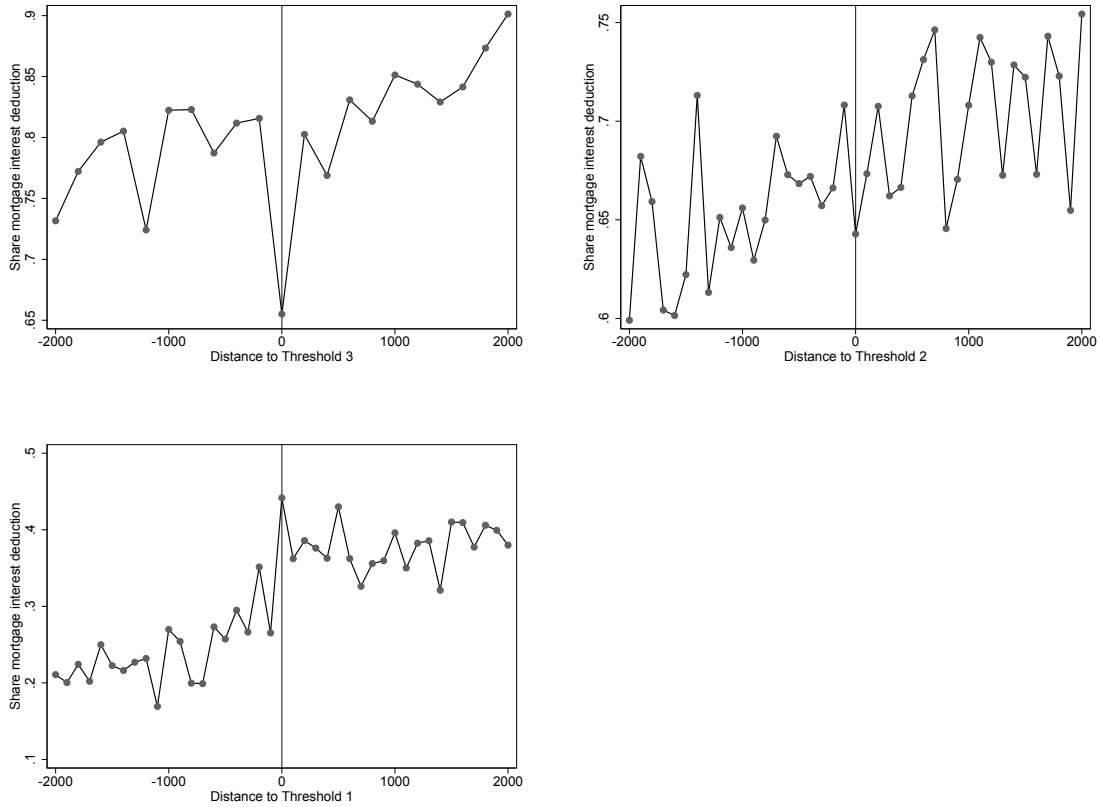 .65 .7 .75 .8 .85 .9
Share mortgage interest deduction
-2000 -1000 0 1000 2000
Distance to Threshold 3
.6 .65 .7 .75
Share mortgage interest deduction
-2000 -1000 0 1000 2000
Distance to Threshold 2
.1 .2 .3 .4 .5
Share mortgage interest deduction
-2000 -1000 0 1000 2000
Distance to Threshold 1